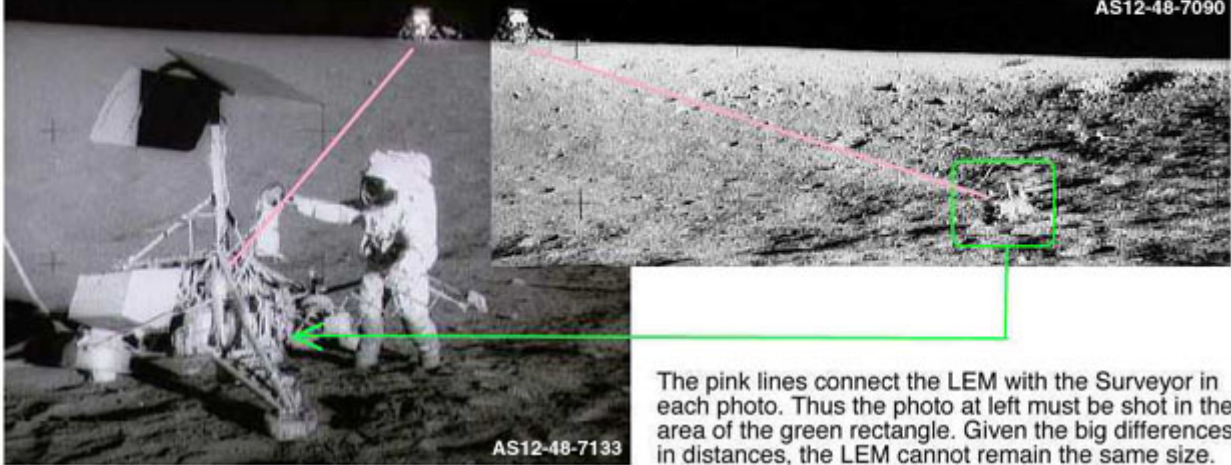 AS12-48-7090
AS12-48-7133
The pink lines connect the LEM with the Surveyor in
each photo. Thus the photo at left must be shot in the
area of the green rectangle. Given the big differences
in distances, the LEM cannot remain the same size.